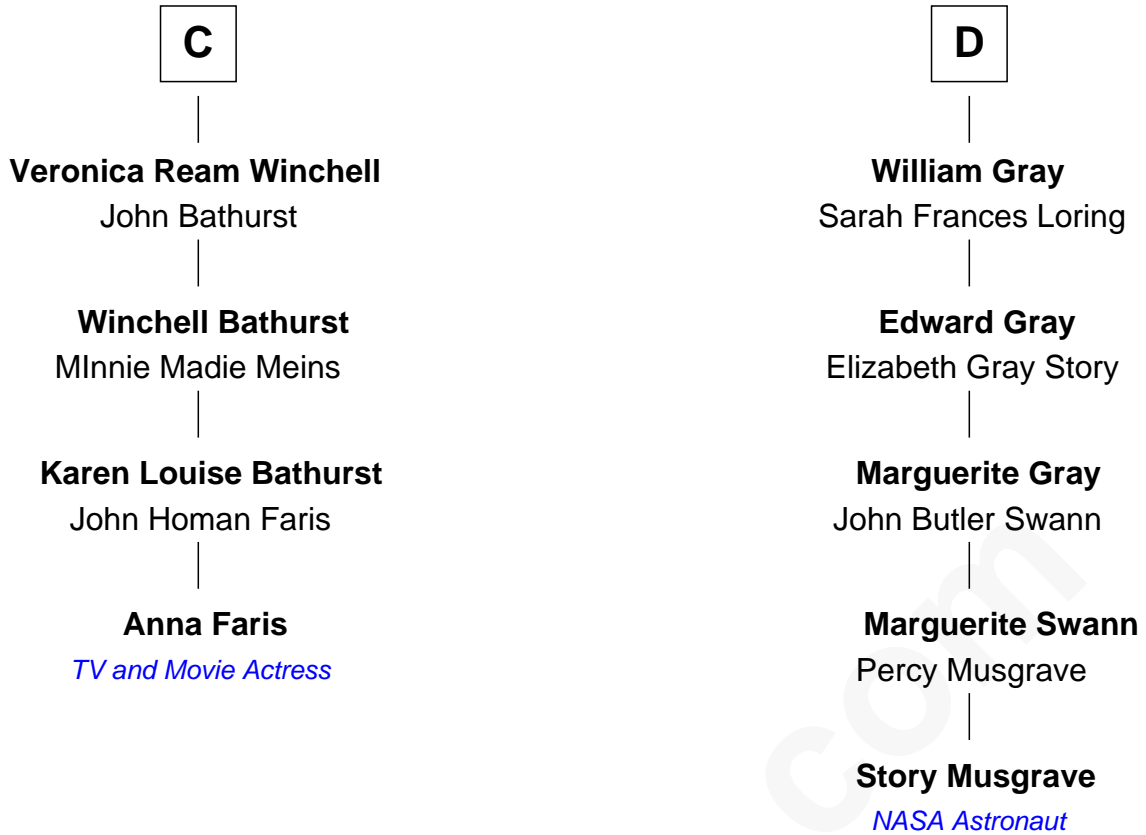 C
Veronica Ream Winchell
John Bathurst
Winchell Bathurst
MInnie Madie Meins
Karen Louise Bathurst
John Homan Faris
Anna Faris
TV and Movie Actress
D
William Gray
Sarah Frances Loring
Edward Gray
Elizabeth Gray Story
Marguerite Gray
John Butler Swann
Marguerite Swann
Percy Musgrave
Story Musgrave
NASA Astronaut
com